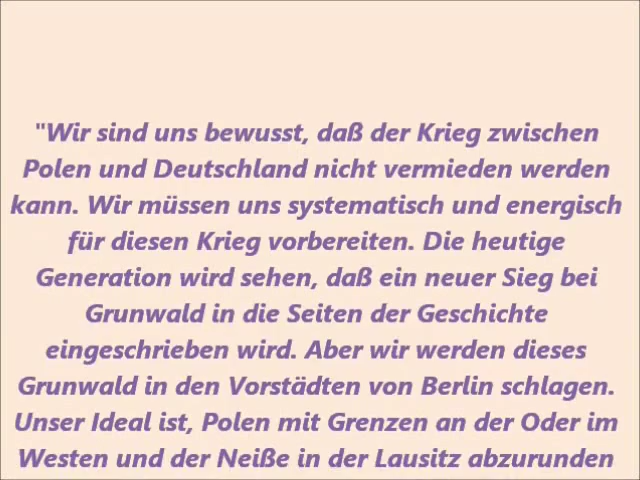 "Wir sind uns bewusst, daß der Krieg zwischen
Polen und Deutschland nicht vermieden werden
kann. Wir müssen uns systematisch und energisch
für diesen Krieg vorbereiten. Die heutige
Generation wird sehen, daß ein neuer Sieg bei
Grunwald in die Seiten der Geschichte
eingeschrieben wird. Aber wir werden dieses
Grunwald in den Vorstädten von Berlin schlagen.
Unser Ideal ist, Polen mit Grenzen an der Oder im
Westen und der Neiße in der Lausitz abzurunden